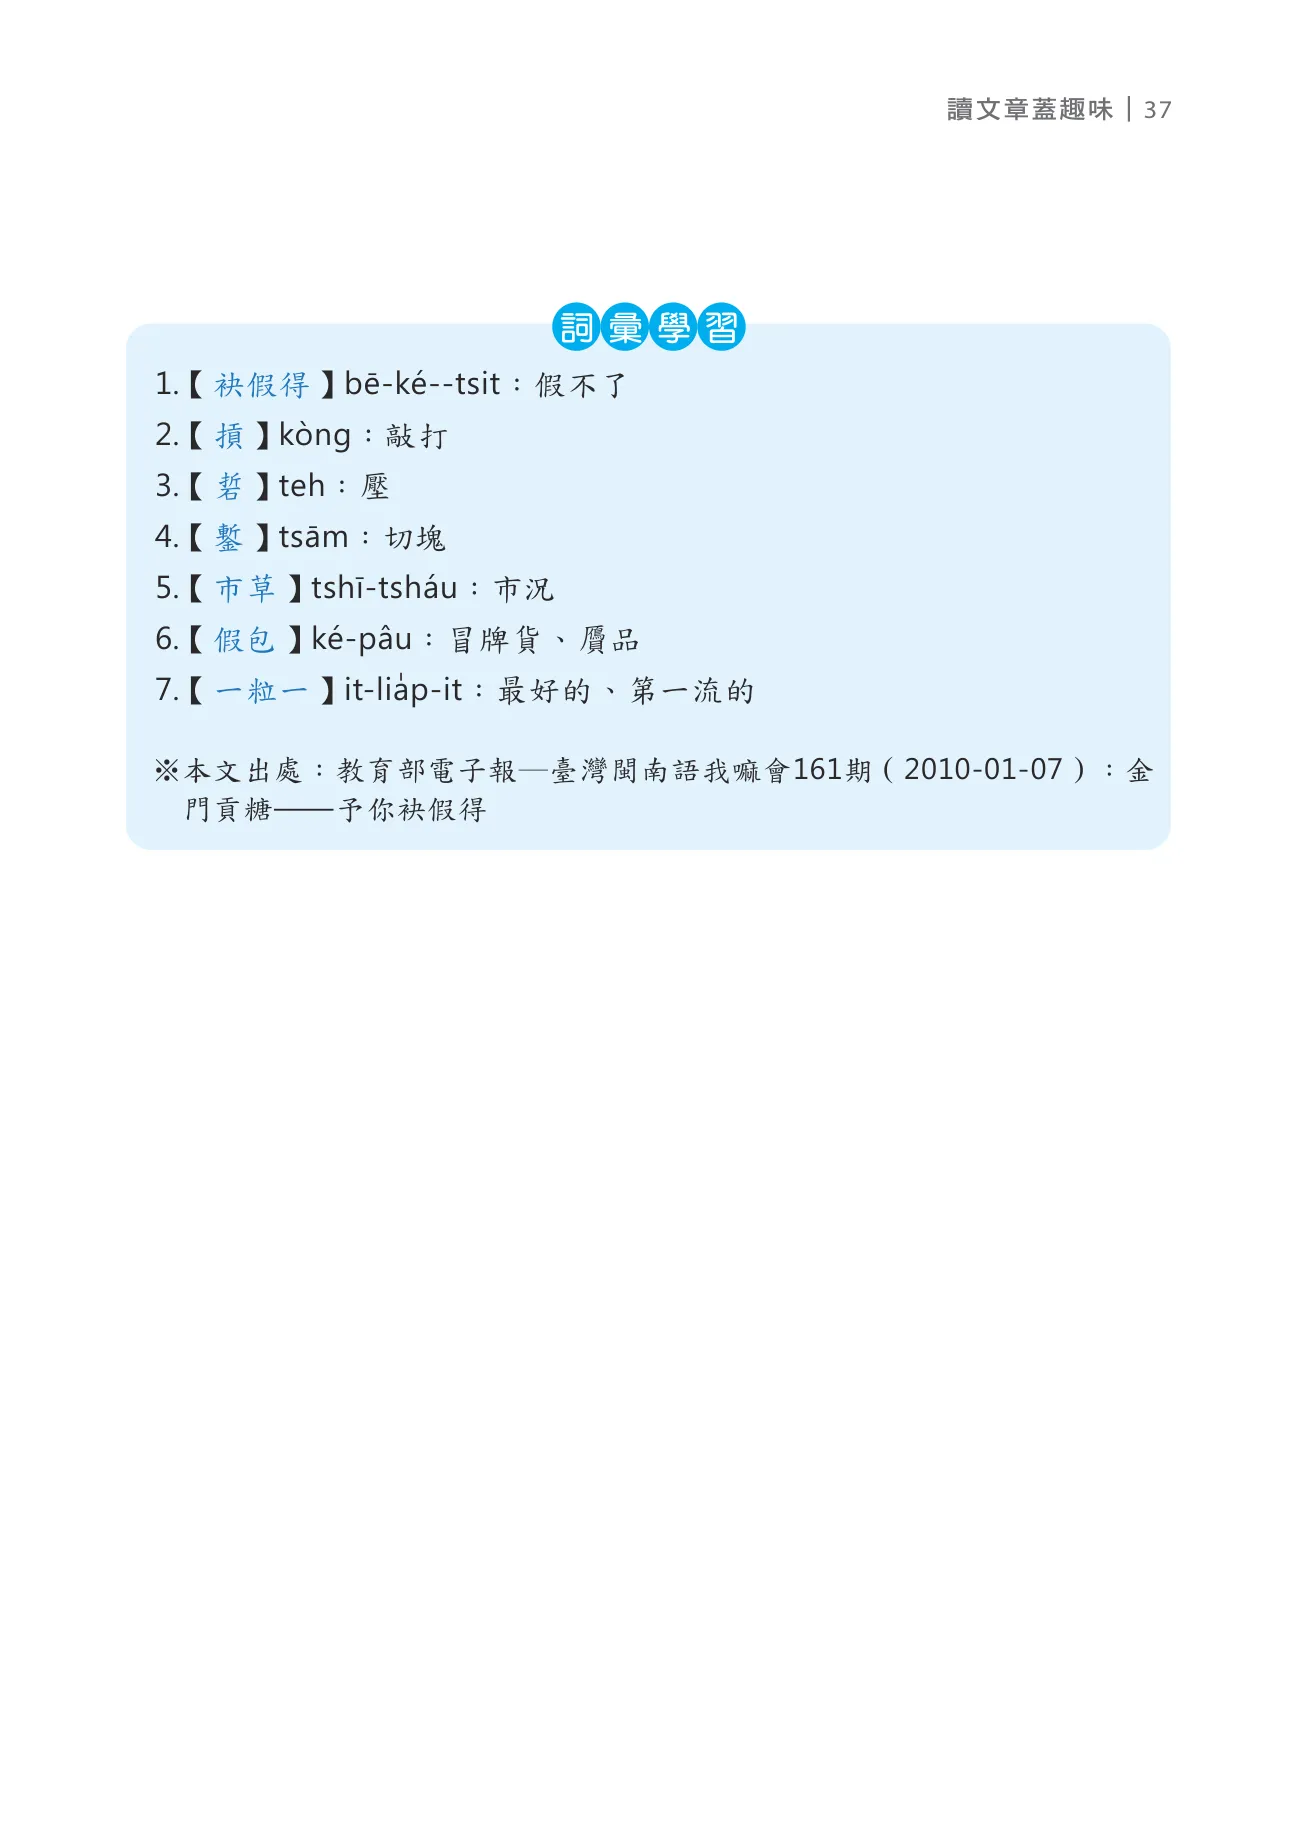 讀文章蓋趣味｜37
詞彙學習
1.【袂假得】bē-ké--tsit：假不了
2.【摃】kòng：敲打
3.【硩】teh：壓
4.【鏨】tsām：切塊
5.【市草】tshī-tsháu：市況
6.【假包】ké-pâu：冒牌貨、贗品
7.【一粒一】it-lia̍p-it：最好的、第一流的
※本文出處：教育部電子報─臺灣閩南語我嘛會161期（2010-01-07）：金
門貢糖——予你袂假得